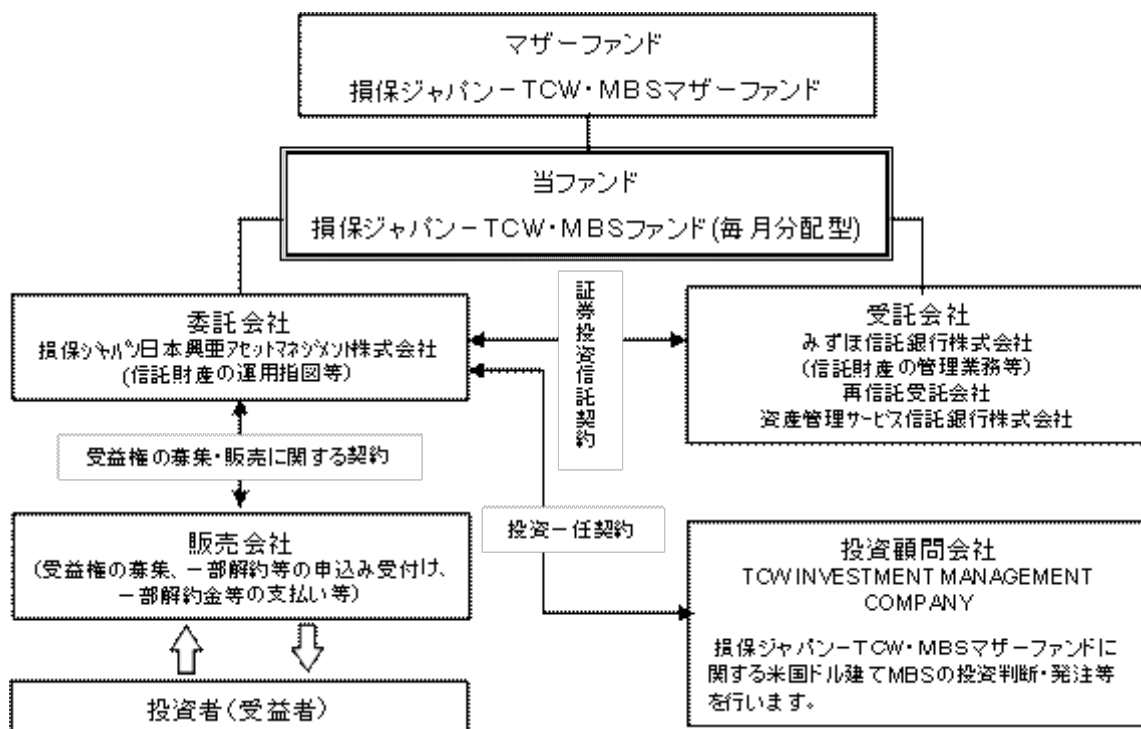 マザーファンド
損保ジャパン－TCW・MBSマザーファンド
当ファンド
損保ジャパン－TCW・MBSファンド(毎月分配型)
委託会社
損保ジャパン日本興亜アセットマネジメント株式会社
(信託財産の運用指図等)
証券投資信託契約
受託会社
みずほ信託銀行株式会社
(信託財産の管理業務等)
再信託受託会社
資産管理サービス信託銀行株式会社
受益権の募集・販売に関する契約
販売会社
(受益権の募集、一部解約等の申込み受付け、
一部解約金等の支払い等)
投資一任契約
投資顧問会社
TCW INVESTMENT MANAGEMENT
COMPANY
損保ジャパン－TCW・MBSマザーファンドに
関する米国ドル建てMBSの投資判断・発注等
を行います。
投資者(受益者)